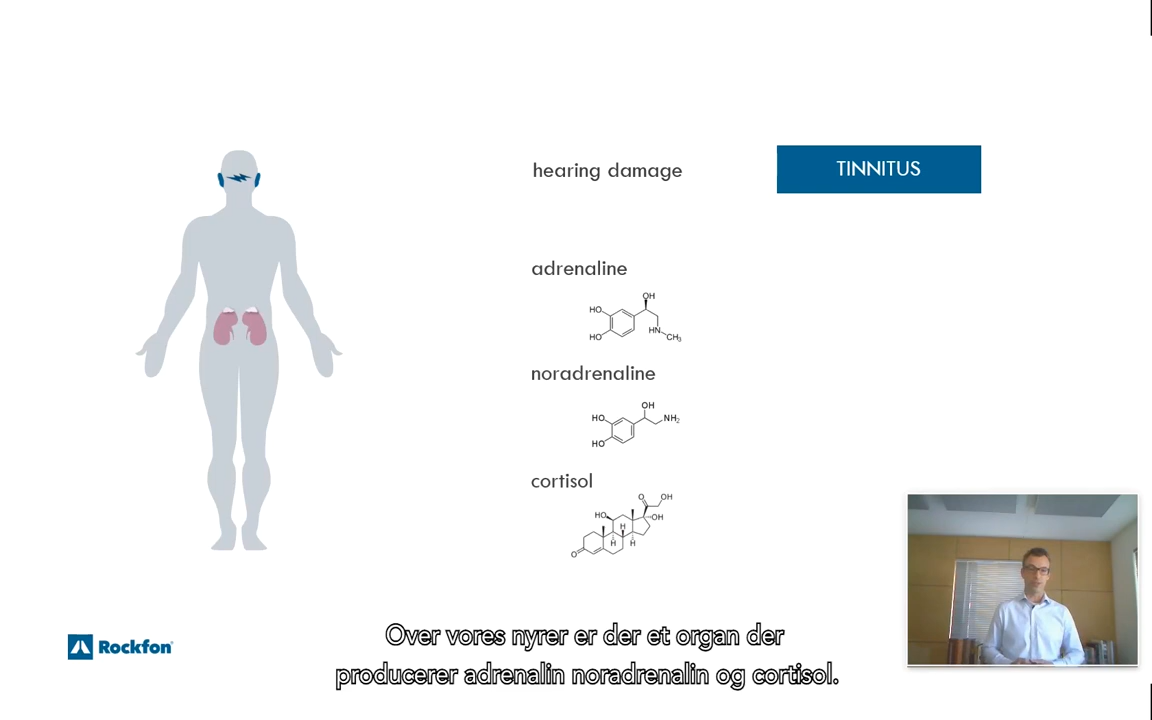 hearing damage
TINNITUS
adrenaline
OH
HO
HO
HN
CH3
noradrenaline
OH
HO
NH2
HO
cortisol
O
OH
HO
OH
H
H
H
O
Rockfon
Over vores nyrer er der et organ der
producerer adrenalin noradrenalin og cortisol.